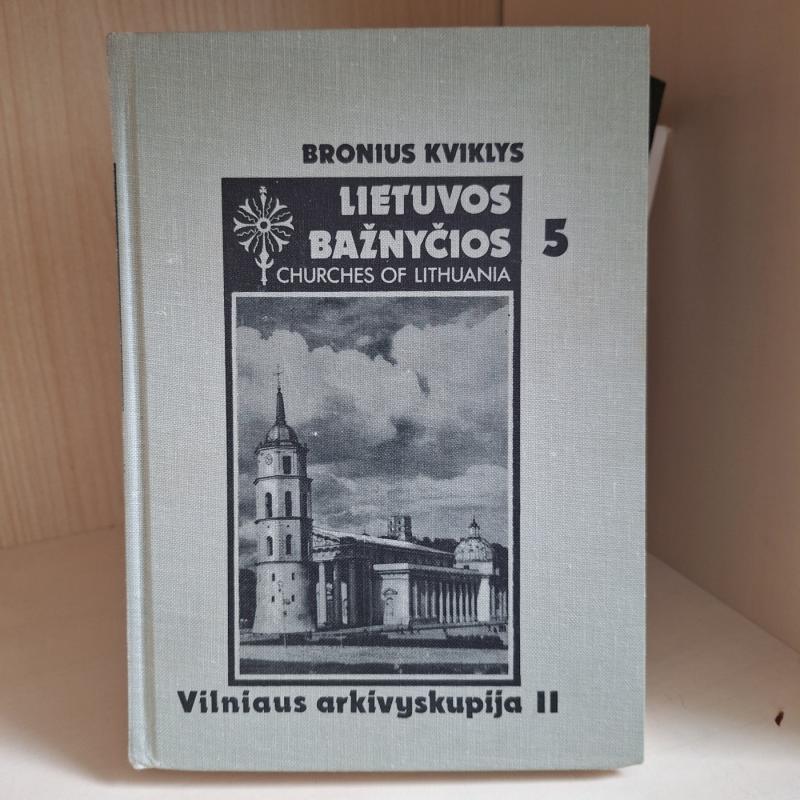 BRONIUS KVIKLYS
LIETUVOS
BAŽNYČIOS 5
CHURCHES OF LITHUANIA
Vilniaus arkivyskupija II